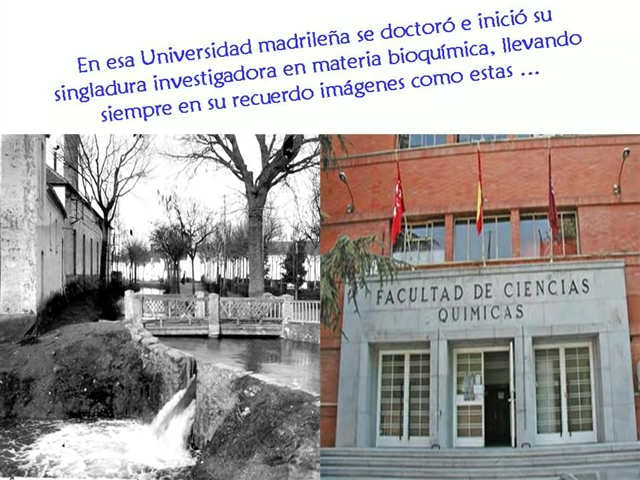 En esa Universidad madrileña se doctoró e inició su
singladura investigadora en materia bioquímica, llevando
siempre en su recuerdo imágenes como estas ...
FACULTAD DE CIENCIAS
QUIMICAS